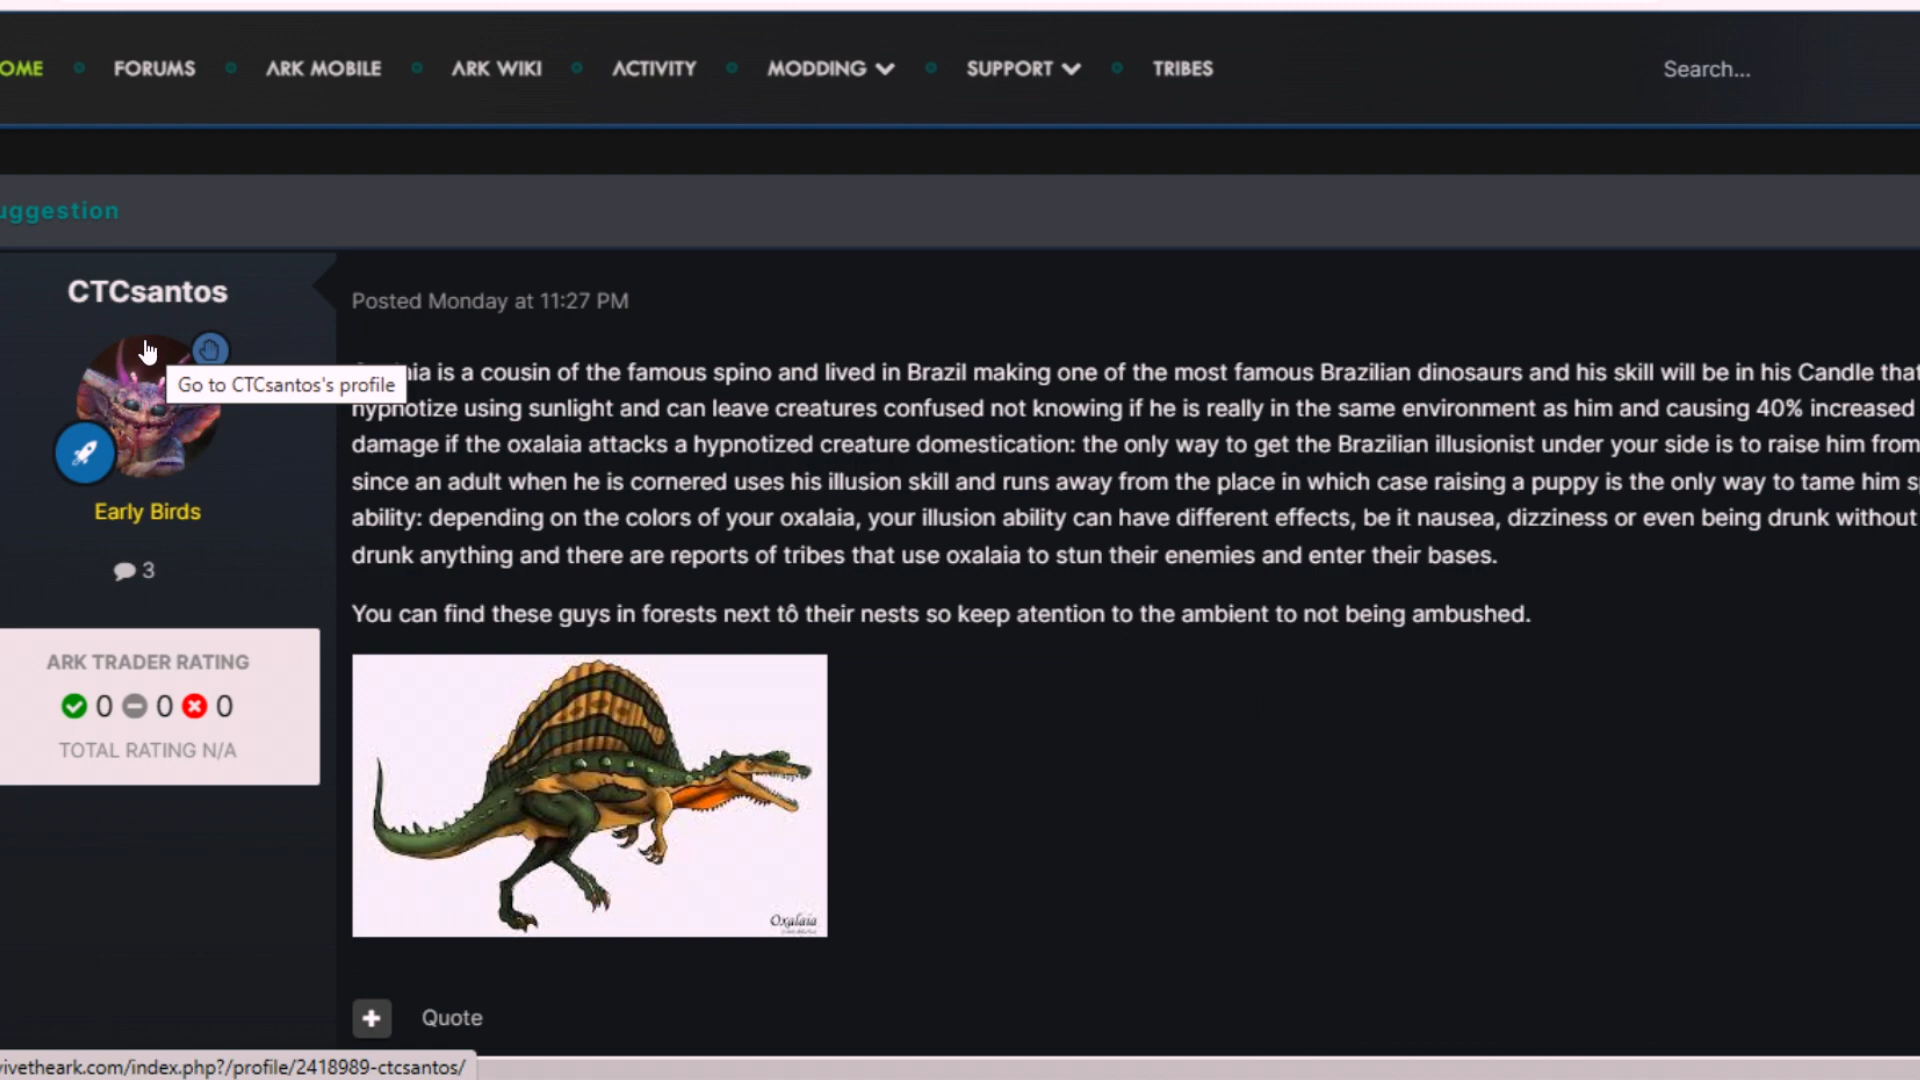 OME FORUMS ARK MOBILE ARK WIKI ACTIVITY MODDING SUPPORT TRIBES Search...
uggestion
CTCsantos
Posted Monday at 11:27 PM
Go to CTCsantos's profile
is a cousin of the famous spino and lived in Brazil making one of the most famous Brazilian dinosaurs and his skill will be in his Candle that
hypnotize using sunlight and can leave creatures confused not knowing if he is really in the same environment as him and causing 40% increased
damage if the oxalaia attacks a hypnotized creature domestication: the only way to get the Brazilian illusionist under your side is to raise him from
since an adult when he is cornered uses his illusion skill and runs away from the place in which case raising a puppy is the only way to tame him s
ability: depending on the colors of your oxalaia, your illusion ability can have different effects, be it nausea, dizziness or even being drunk without
drunk anything and there are reports of tribes that use oxalaia to stun their enemies and enter their bases.
You can find these guys in forests next tô their nests so keep atention to the ambient to not being ambushed.
Early Birds
3
ARK TRADER RATING
0 0 0
TOTAL RATING N/A
Oxalaia
Quote
vivetheark.com/index.php?/profile/2418989-ctcsantos/